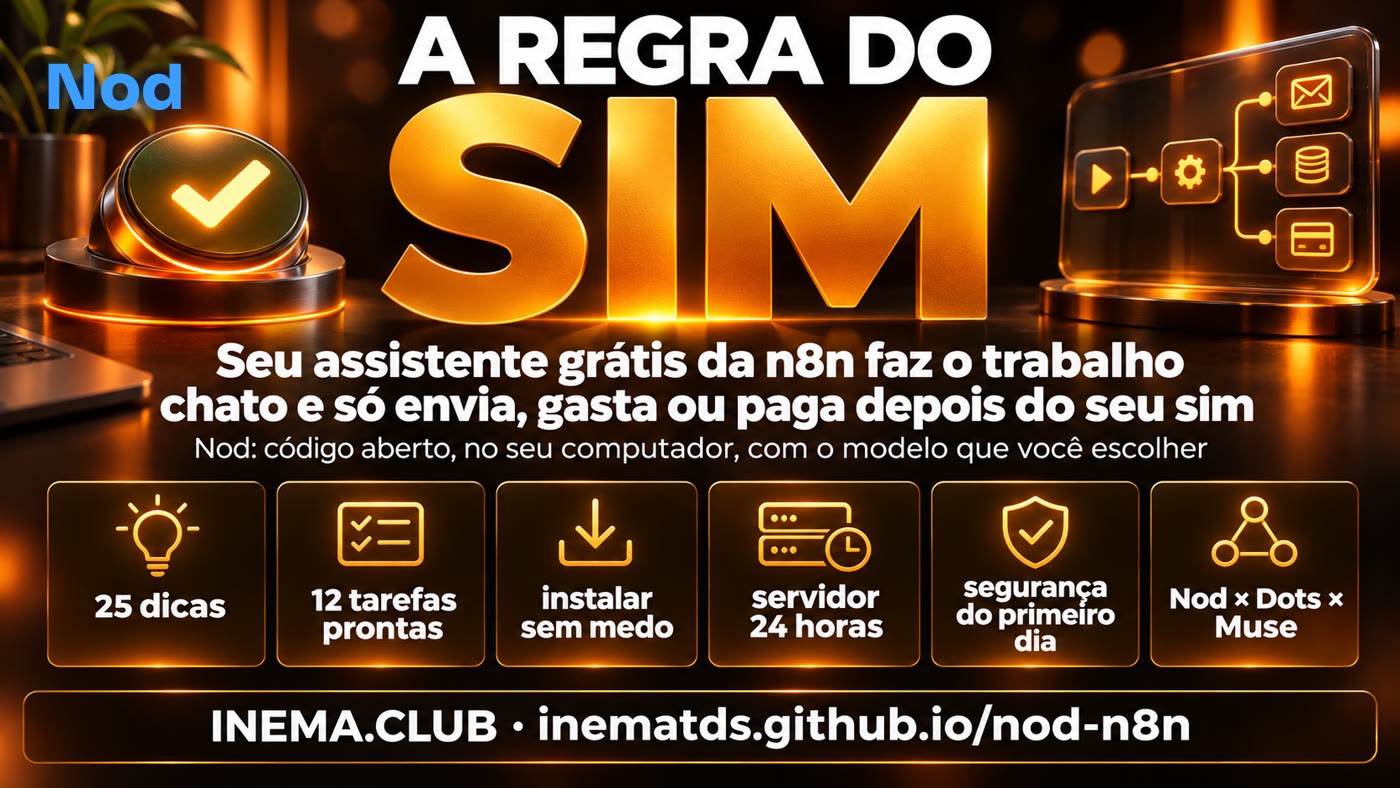 A REGRA DO
Nod
SIM
Seu assistente grátis da n8n faz o trabalho
chato e só envia, gasta ou paga depois do seu sim
Nod: código aberto, no seu computador, com o modelo que você escolher
25 dicas
12 tarefas
prontas
instalar
sem medo
servidor
24 horas
segurança
do primeiro
dia
Nod × Dots ×
Muse
INEMA.CLUB · inematds.github.io/nod-n8n